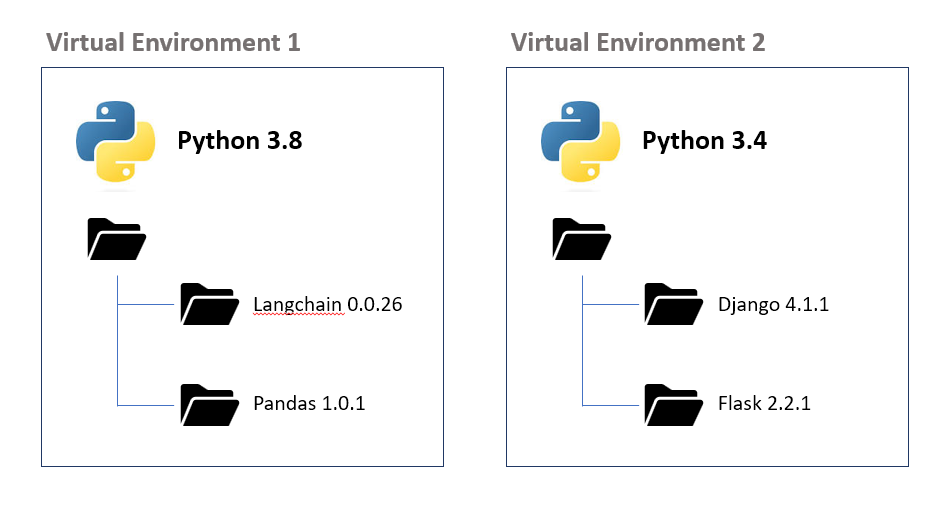 Virtual Environment 1
Python 3.8
Langchain 0.0.26
Pandas 1.0.1
Virtual Environment 2
Python 3.4
Django 4.1.1
Flask 2.2.1